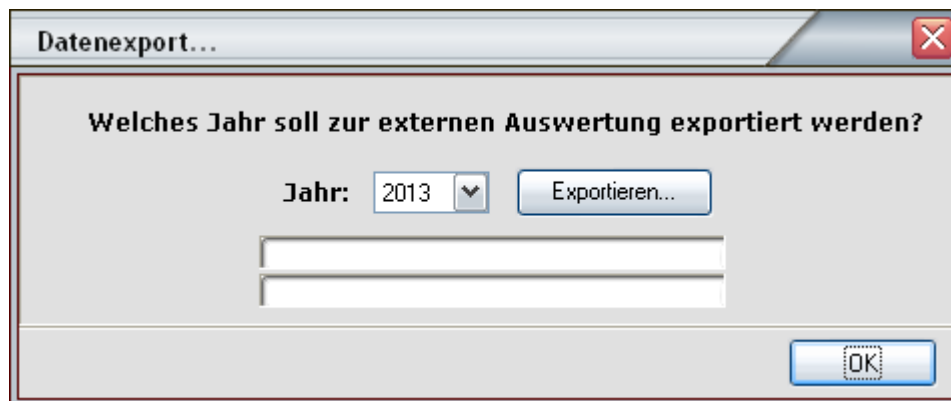 Datenexport...
Welches Jahr soll zur externen Auswertung exportiert werden?
Jahr: 2013 Exportieren...
OK